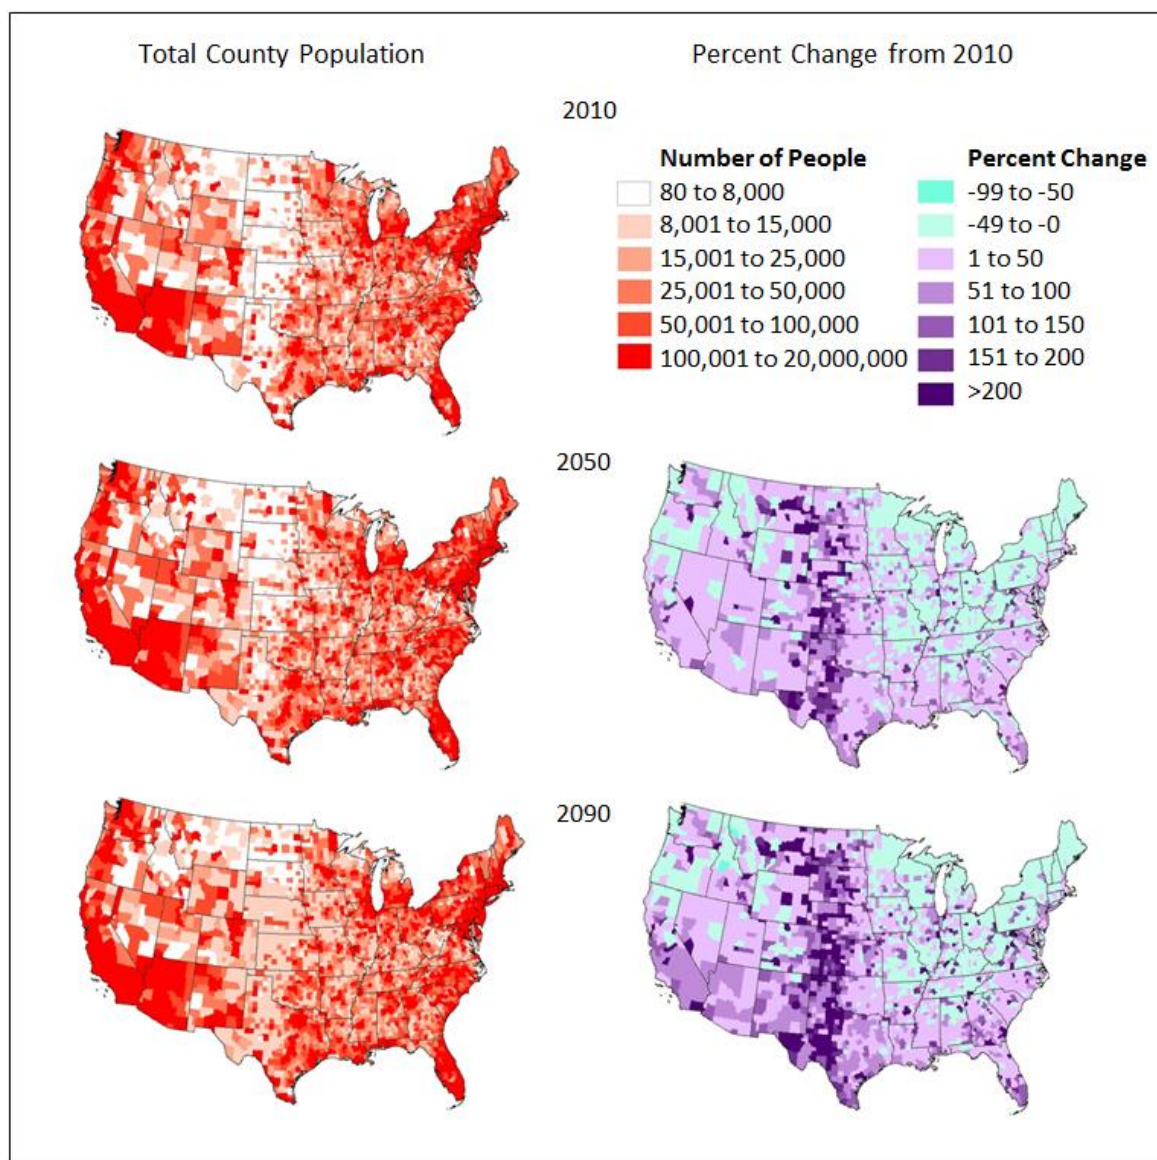 Total County Population
Percent Change from 2010
2010
Number of People
80 to 8,000
8,001 to 15,000
15,001 to 25,000
25,001 to 50,000
50,001 to 100,000
100,001 to 20,000,000
Percent Change
-99 to -50
-49 to -0
1 to 50
51 to 100
101 to 150
151 to 200
>200
2050
2090